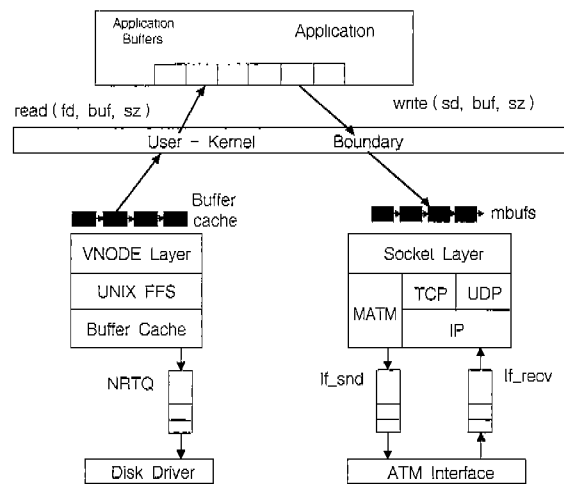 Application
Buffers
Application
read ( fd, buf, sz )
write ( sd, buf, sz )
User - Kernel
Boundary
Buffer
cache
mbufs
VNODE Layer
UNIX FFS
Buffer Cache
Sockel Layer
MATM
TCP
UDP
IP
NRTQ
If_snd
If_recv
Disk Driver
ATM Interface